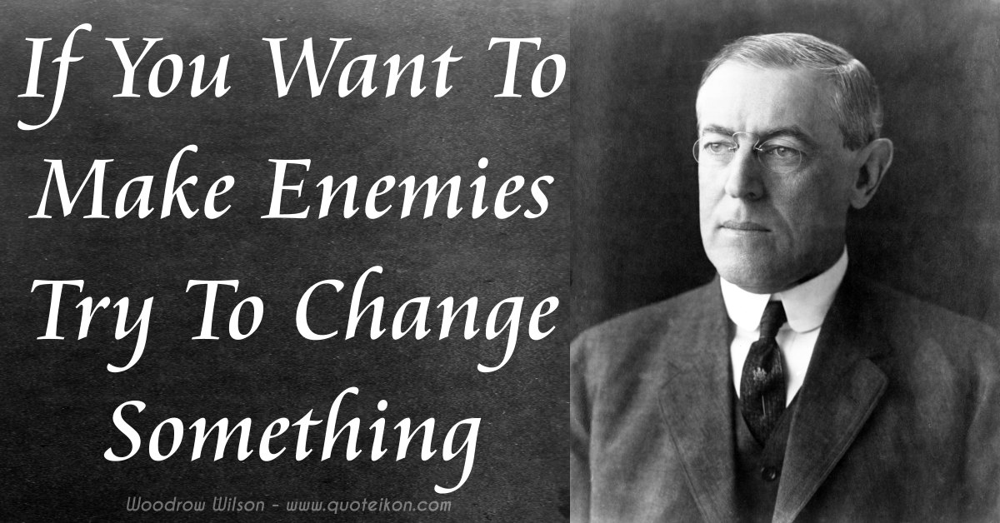 If You Want To
Make Enemies
Try To Change
Something
Woodrow Wilson - www.quoteikon.com